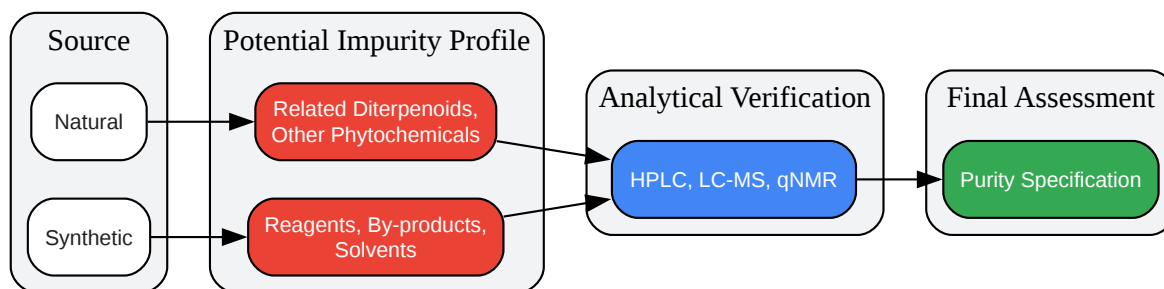 Source
Natural
Synthetic
Potential Impurity Profile
Related Diterpenoids,
Other Phytochemicals
Reagents, By-products,
Solvents
Analytical Verification
HPLC, LC-MS, qNMR
Final Assessment
Purity Specification